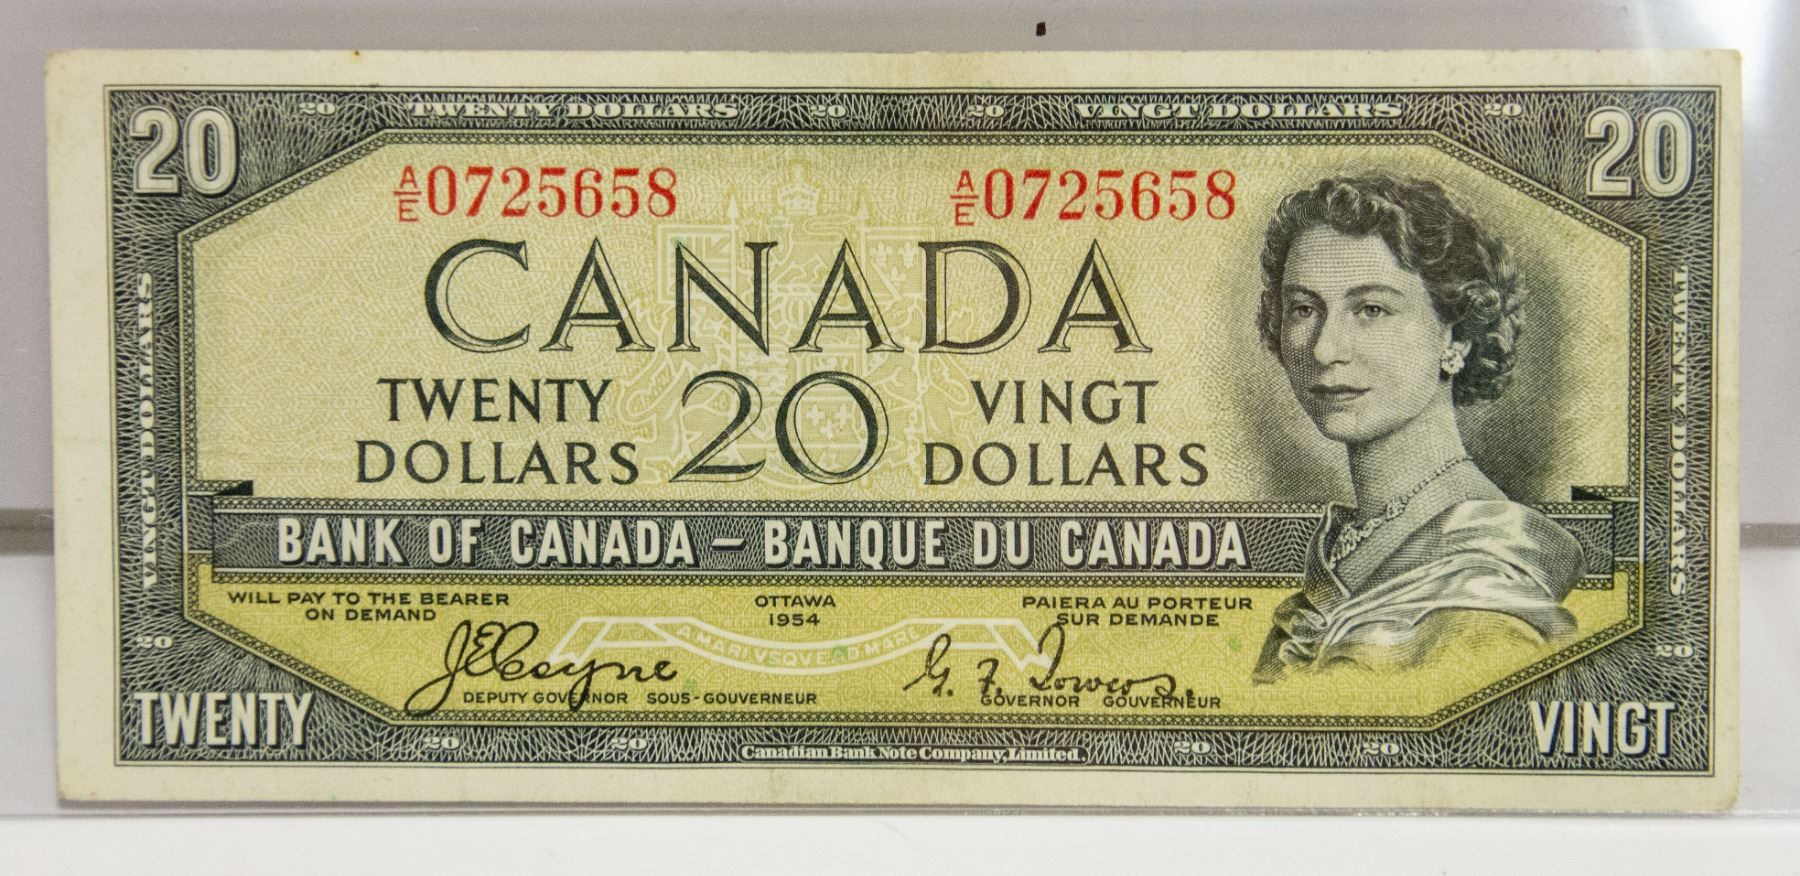 20 20 TWENTY DOLLARS 20 20 VINGT DOLLARS 20 20
A/E 0725658 A/E 0725658
CANADA
TWENTY DOLLARS 20 VINGT DOLLARS
BANK OF CANADA – BANQUE DU CANADA
WILL PAY TO THE BEARER
ON DEMAND
OTTAWA
1954
PAIERA AU PORTEUR
SUR DEMANDE
A MARI VSQVE AD MARE
J E Coyne
G. F. Towers.
DEPUTY GOVERNOR SOUS-GOUVERNEUR
GOVERNOR GOUVERNEUR
VINGT DOLLARS
20
TWENTY DOLLARS
20
TWENTY
VINGT
20 20 Canadian Bank Note Company, Limited. 20 20